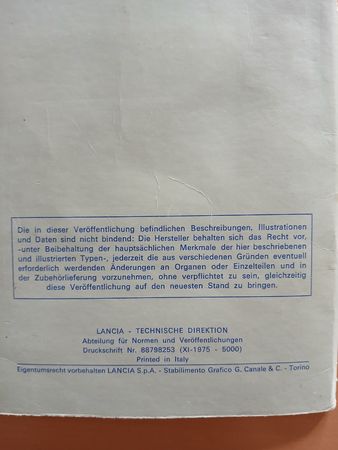 Die in dieser Veröffentlichung befindlichen Beschreibungen, Illustrationen
und Daten sind nicht bindend: Die Hersteller behalten sich das Recht vor,
-unter Beibehaltung der hauptsächlichen Merkmale der hier beschriebenen
und illustrierten Typen-, jederzeit die aus verschiedenen Gründen eventuell
erforderlich werdenden Änderungen an Organen oder Einzelteilen und in
der Zubehörlieferung vorzunehmen, ohne verpflichtet zu sein, gleichzeitig
diese Veröffentlichung auf den neuesten Stand zu bringen.
LANCIA - TECHNISCHE DIREKTION
Abteilung für Normen und Veröffentlichungen
Druckschrift Nr. 88798253 (XI-1975 - 5000)
Printed in Italy
Eigentumsrecht vorbehalten LANCIA S.p.A. - Stabilimento Grafico G. Canale & C. - Torino